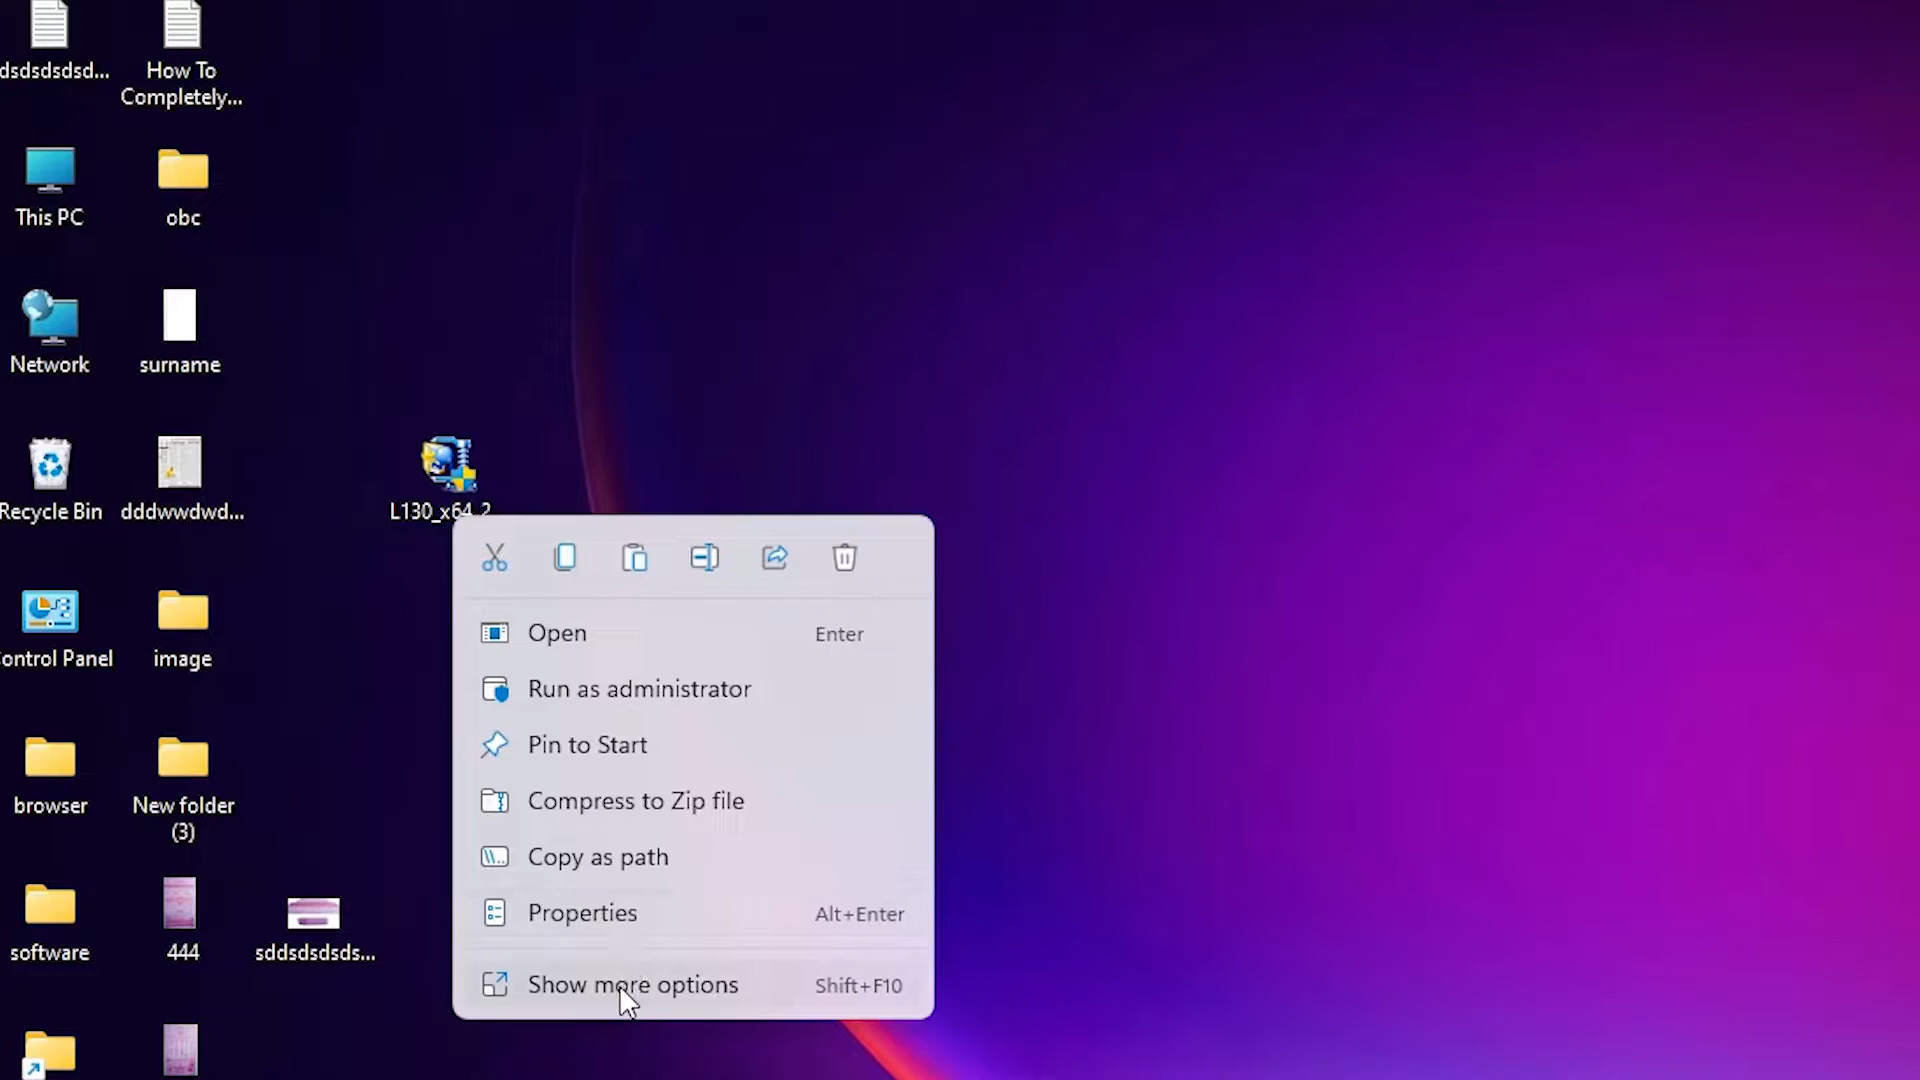 dsdsdsdsd...
How To
Completely...
This PC
obc
Network
surname
Recycle Bin
dddwwdwd...
L130_x64_2
ontrol Panel
image
browser
New folder
(3)
software
444
sddsdsdsds...
Open Enter
Run as administrator
Pin to Start
Compress to Zip file
Copy as path
Properties Alt+Enter
Show more options Shift+F10